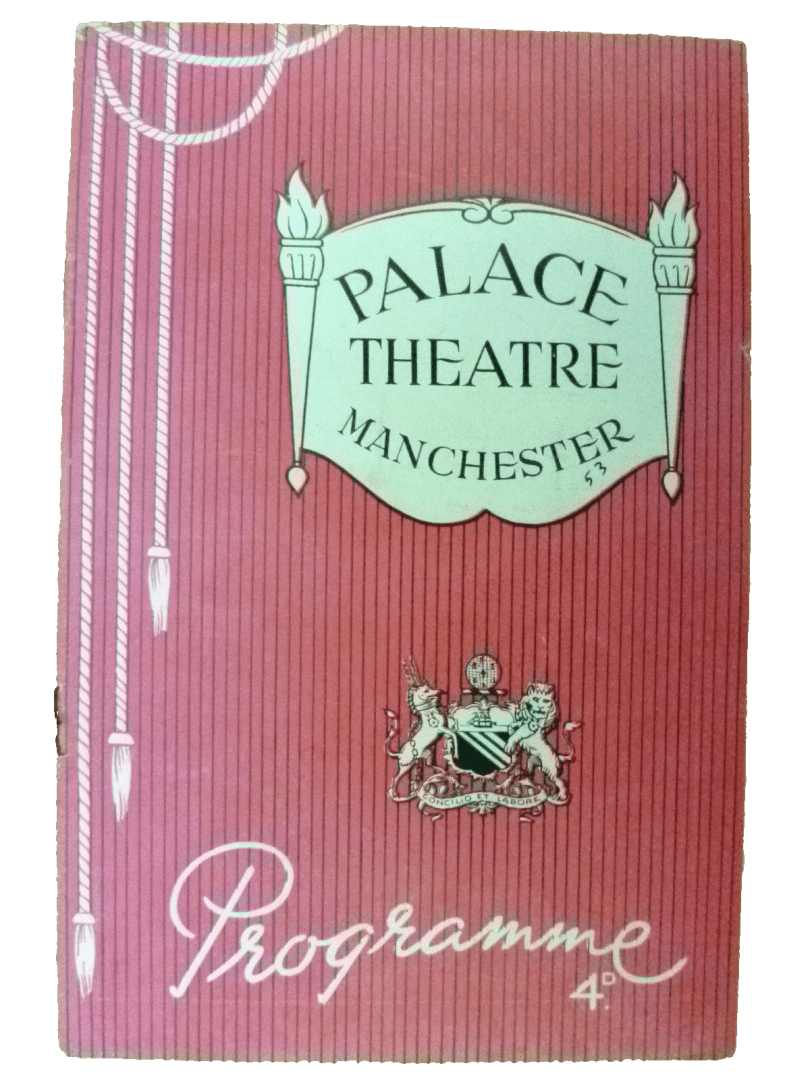 PALACE
THEATRE
MANCHESTER
53
CONCILIO ET LABORE
Programme
4D.